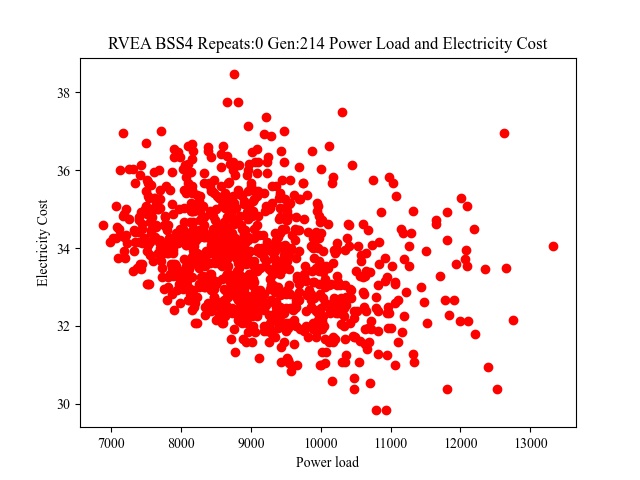 RVEA BSS4 Repeats:0 Gen:214 Power Load and Electricity Cost
Electricity Cost
38
36
34
32
30
7000 8000 9000 10000 11000 12000 13000
Power load